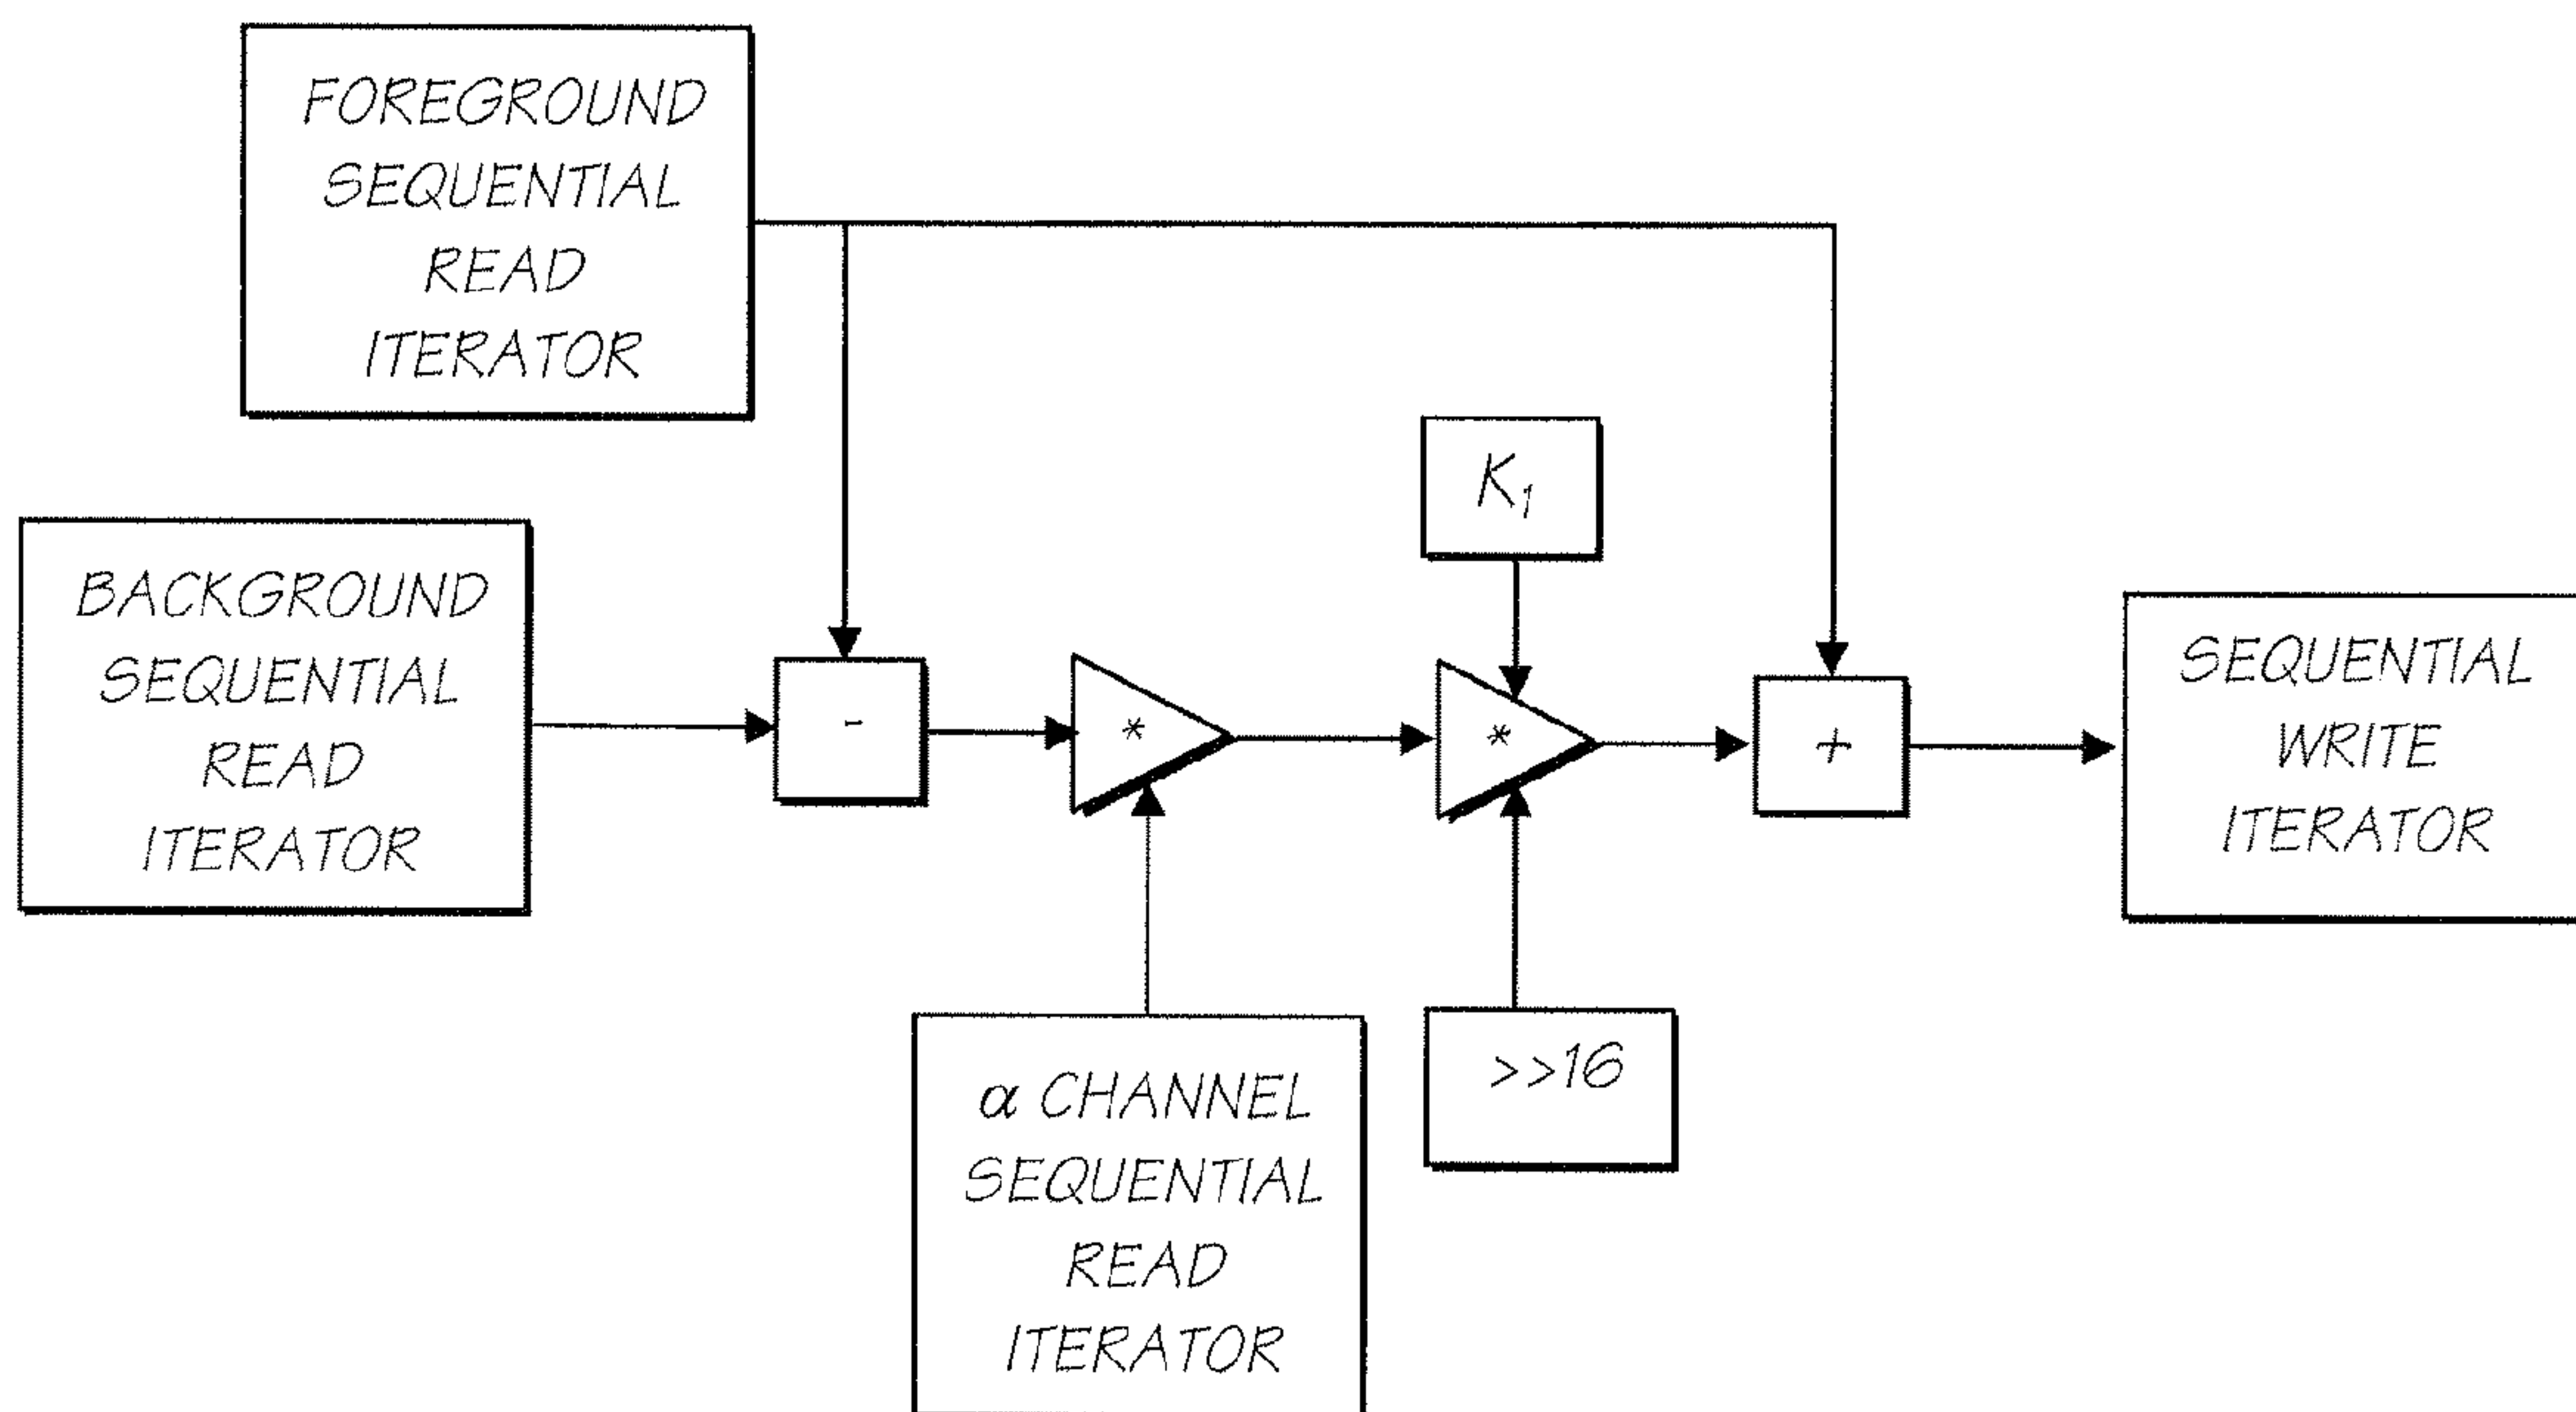 FOREGROUND
SEQUENTIAL
READ
ITERATOR
K₁
BACKGROUND
SEQUENTIAL
READ
ITERATOR
-
*
*
+
SEQUENTIAL
WRITE
ITERATOR
α CHANNEL
SEQUENTIAL
READ
ITERATOR
>>16